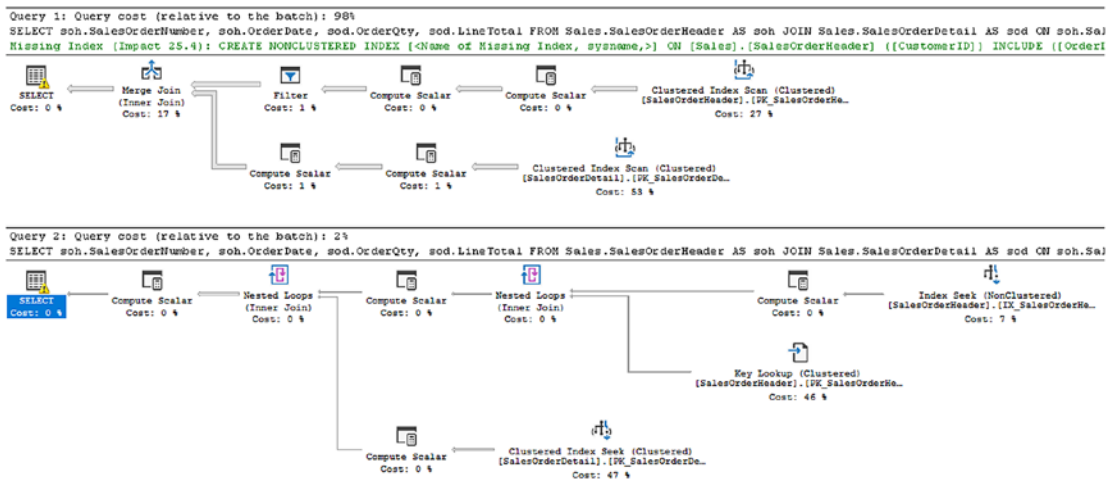 Query 1: Query cost (relative to the batch): 98%
SELECT soh.SalesOrderNumber, soh.OrderDate, sod.OrderQty, sod.LineTotal FROM Sales.SalesOrderHeader AS soh JOIN Sales.SalesOrderDetail AS sod ON soh.Sal
Missing Index (Impact 25.4): CREATE NONCLUSTERED INDEX [<Name of Missing Index, sysname,>] ON [Sales].[SalesOrderHeader] ([CustomerID]) INCLUDE ([OrderD
SELECT
Cost: 0 %
Merge Join
(Inner Join)
Cost: 17 %
Filter
Cost: 1 %
Compute Scalar
Cost: 0 %
Compute Scalar
Cost: 0 %
Clustered Index Scan (Clustered)
[SalesOrderHeader].[PK_SalesOrderHe…
Cost: 27 %
Compute Scalar
Cost: 1 %
Compute Scalar
Cost: 1 %
Clustered Index Scan (Clustered)
[SalesOrderDetail].[PK_SalesOrderDe…
Cost: 53 %
Query 2: Query cost (relative to the batch): 2%
SELECT soh.SalesOrderNumber, soh.OrderDate, sod.OrderQty, sod.LineTotal FROM Sales.SalesOrderHeader AS soh JOIN Sales.SalesOrderDetail AS sod ON soh.Sal
SELECT
Cost: 0 %
Compute Scalar
Cost: 0 %
Nested Loops
(Inner Join)
Cost: 0 %
Compute Scalar
Cost: 0 %
Nested Loops
(Inner Join)
Cost: 0 %
Compute Scalar
Cost: 0 %
Index Seek (NonClustered)
[SalesOrderHeader].[IX_SalesOrderHe…
Cost: 7 %
Key Lookup (Clustered)
[SalesOrderHeader].[PK_SalesOrderHe…
Cost: 46 %
Compute Scalar
Cost: 0 %
Clustered Index Seek (Clustered)
[SalesOrderDetail].[PK_SalesOrderDe…
Cost: 47 %